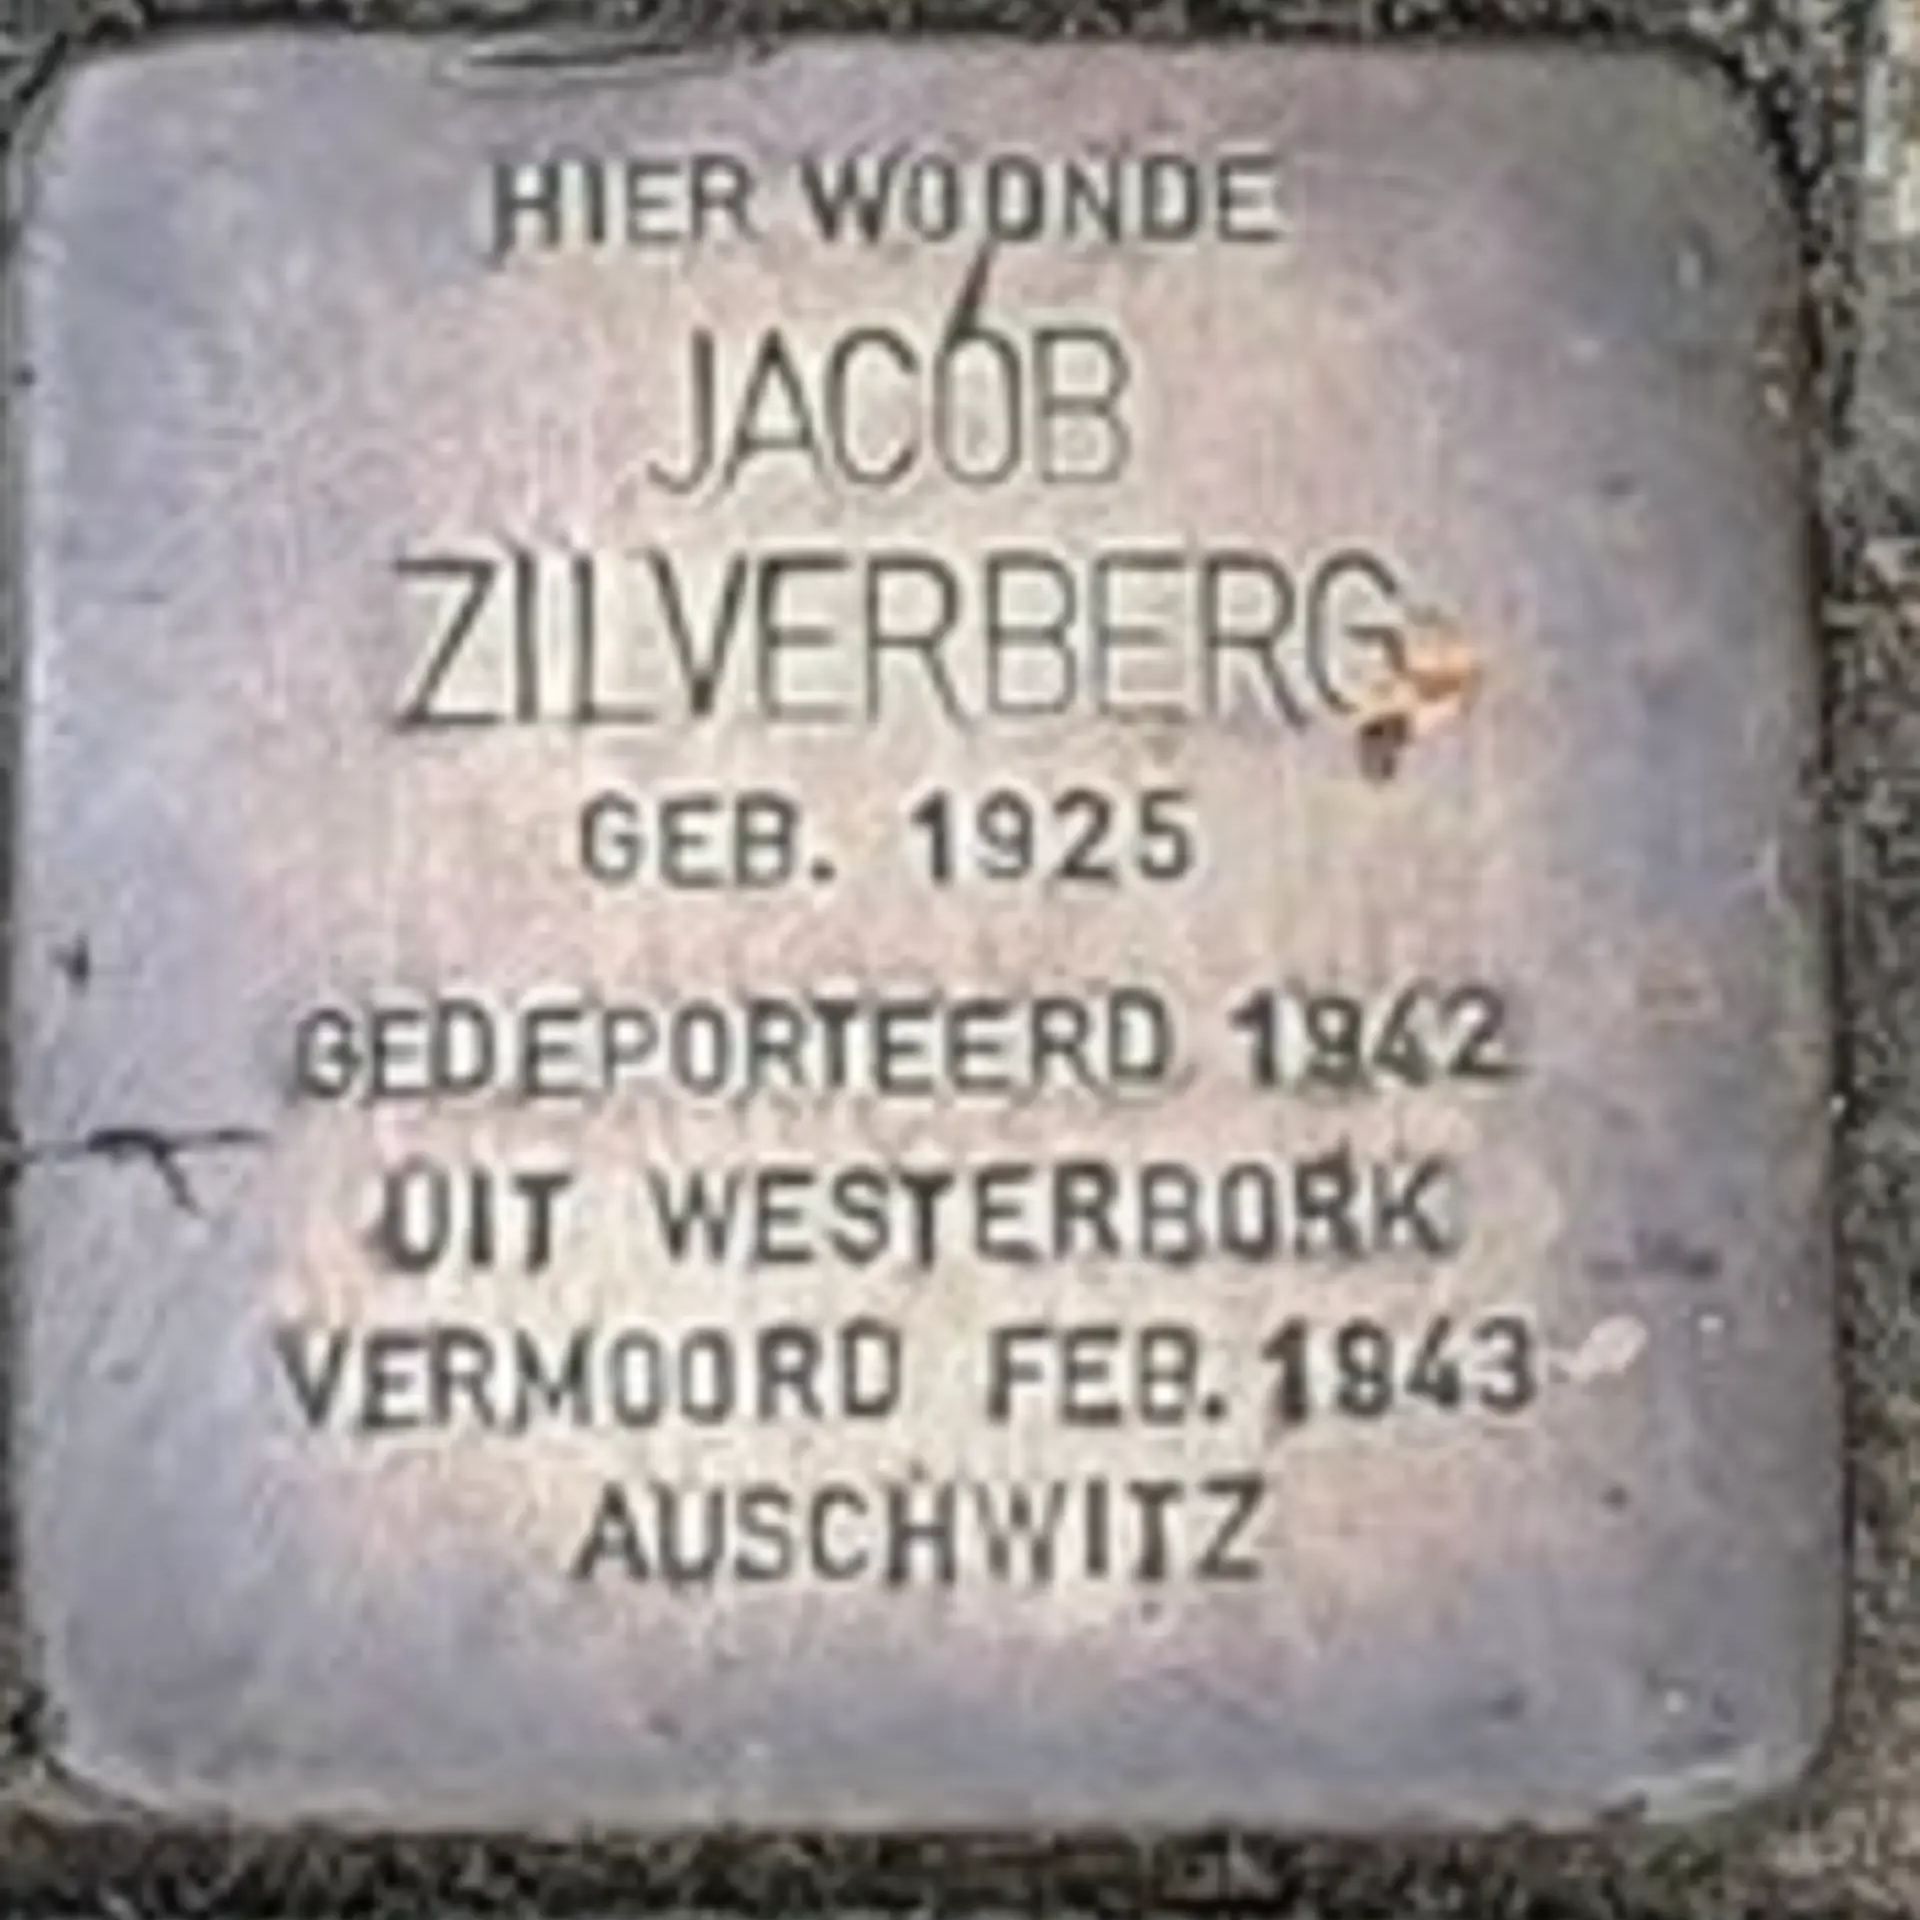 HIER WOONDE
JACOB
ZILVERBERG
GEB. 1925
GEDEPORTEERD 1942
UIT WESTERBORK
VERMOORD FEB. 1943
AUSCHWITZ